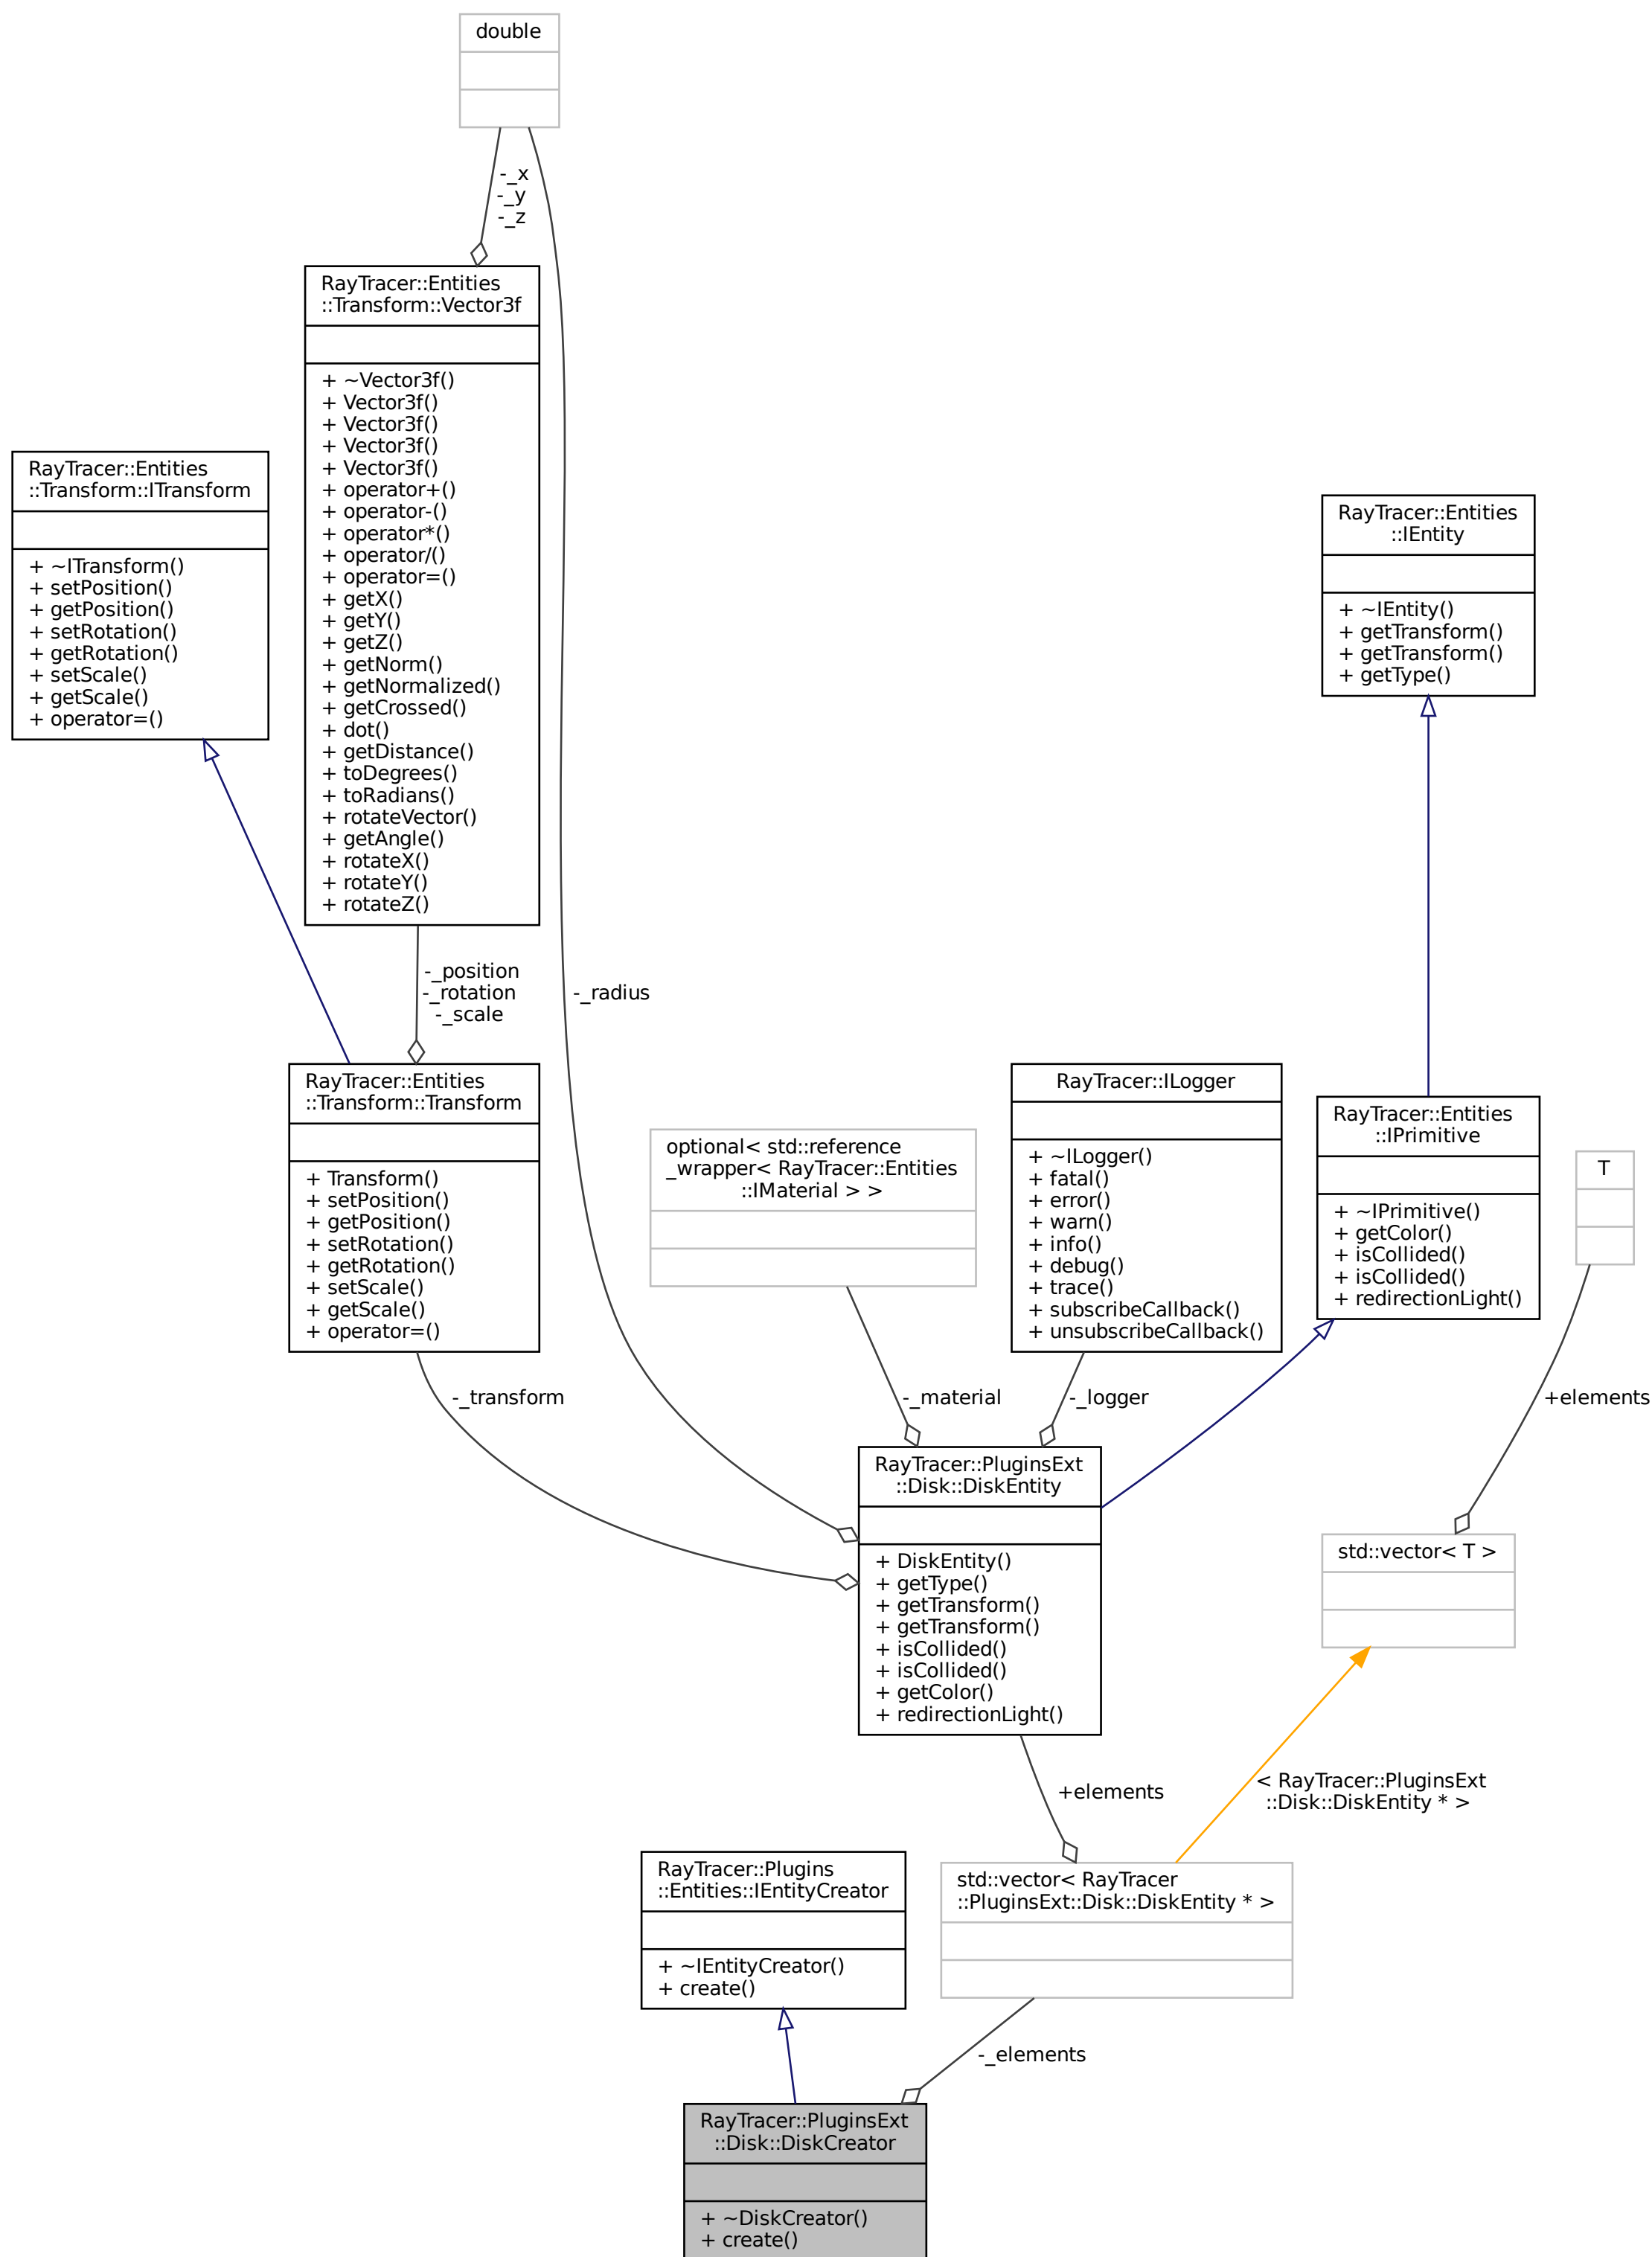 double
-_x
-_y
-_z
RayTracer::Entities
::Transform::Vector3f
+ ~Vector3f()
+ Vector3f()
+ Vector3f()
+ Vector3f()
+ Vector3f()
+ operator+()
+ operator-()
+ operator*()
+ operator/()
+ operator=()
+ getX()
+ getY()
+ getZ()
+ getNorm()
+ getNormalized()
+ getCrossed()
+ dot()
+ getDistance()
+ toDegrees()
+ toRadians()
+ rotateVector()
+ getAngle()
+ rotateX()
+ rotateY()
+ rotateZ()
RayTracer::Entities
::Transform::ITransform
+ ~ITransform()
+ setPosition()
+ getPosition()
+ setRotation()
+ getRotation()
+ setScale()
+ getScale()
+ operator=()
RayTracer::Entities
::IEntity
+ ~IEntity()
+ getTransform()
+ getTransform()
+ getType()
-_position
-_rotation
-_scale
-_radius
RayTracer::Entities
::Transform::Transform
+ Transform()
+ setPosition()
+ getPosition()
+ setRotation()
+ getRotation()
+ setScale()
+ getScale()
+ operator=()
optional< std::reference
_wrapper< RayTracer::Entities
::IMaterial > >
RayTracer::ILogger
+ ~ILogger()
+ fatal()
+ error()
+ warn()
+ info()
+ debug()
+ trace()
+ subscribeCallback()
+ unsubscribeCallback()
RayTracer::Entities
::IPrimitive
+ ~IPrimitive()
+ getColor()
+ isCollided()
+ isCollided()
+ redirectionLight()
T
-_transform
-_material
-_logger
+elements
RayTracer::PluginsExt
::Disk::DiskEntity
+ DiskEntity()
+ getType()
+ getTransform()
+ getTransform()
+ isCollided()
+ isCollided()
+ getColor()
+ redirectionLight()
std::vector< T >
+elements
< RayTracer::PluginsExt
::Disk::DiskEntity * >
RayTracer::Plugins
::Entities::IEntityCreator
+ ~IEntityCreator()
+ create()
std::vector< RayTracer
::PluginsExt::Disk::DiskEntity * >
-_elements
RayTracer::PluginsExt
::Disk::DiskCreator
+ ~DiskCreator()
+ create()